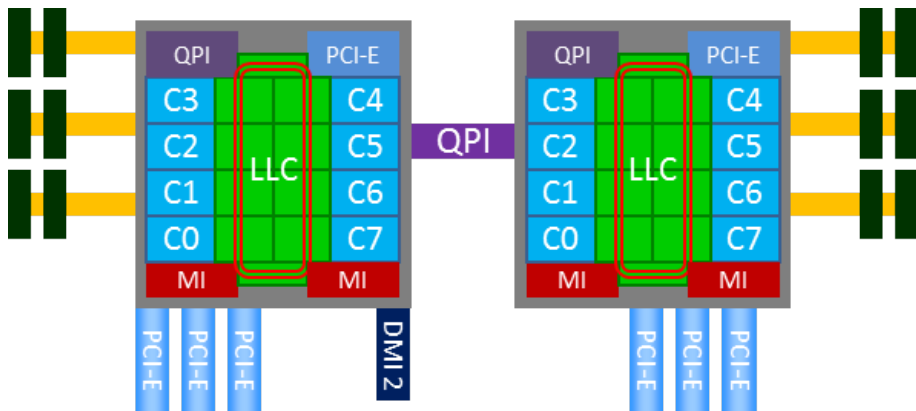 QPI PCI-E
C3 C4
C2 C5
LLC
C1 C6
C0 C7
MI MI
PCI-E PCI-E PCI-E DMI 2
QPI
QPI PCI-E
C3 C4
C2 C5
LLC
C1 C6
C0 C7
MI MI
PCI-E PCI-E PCI-E